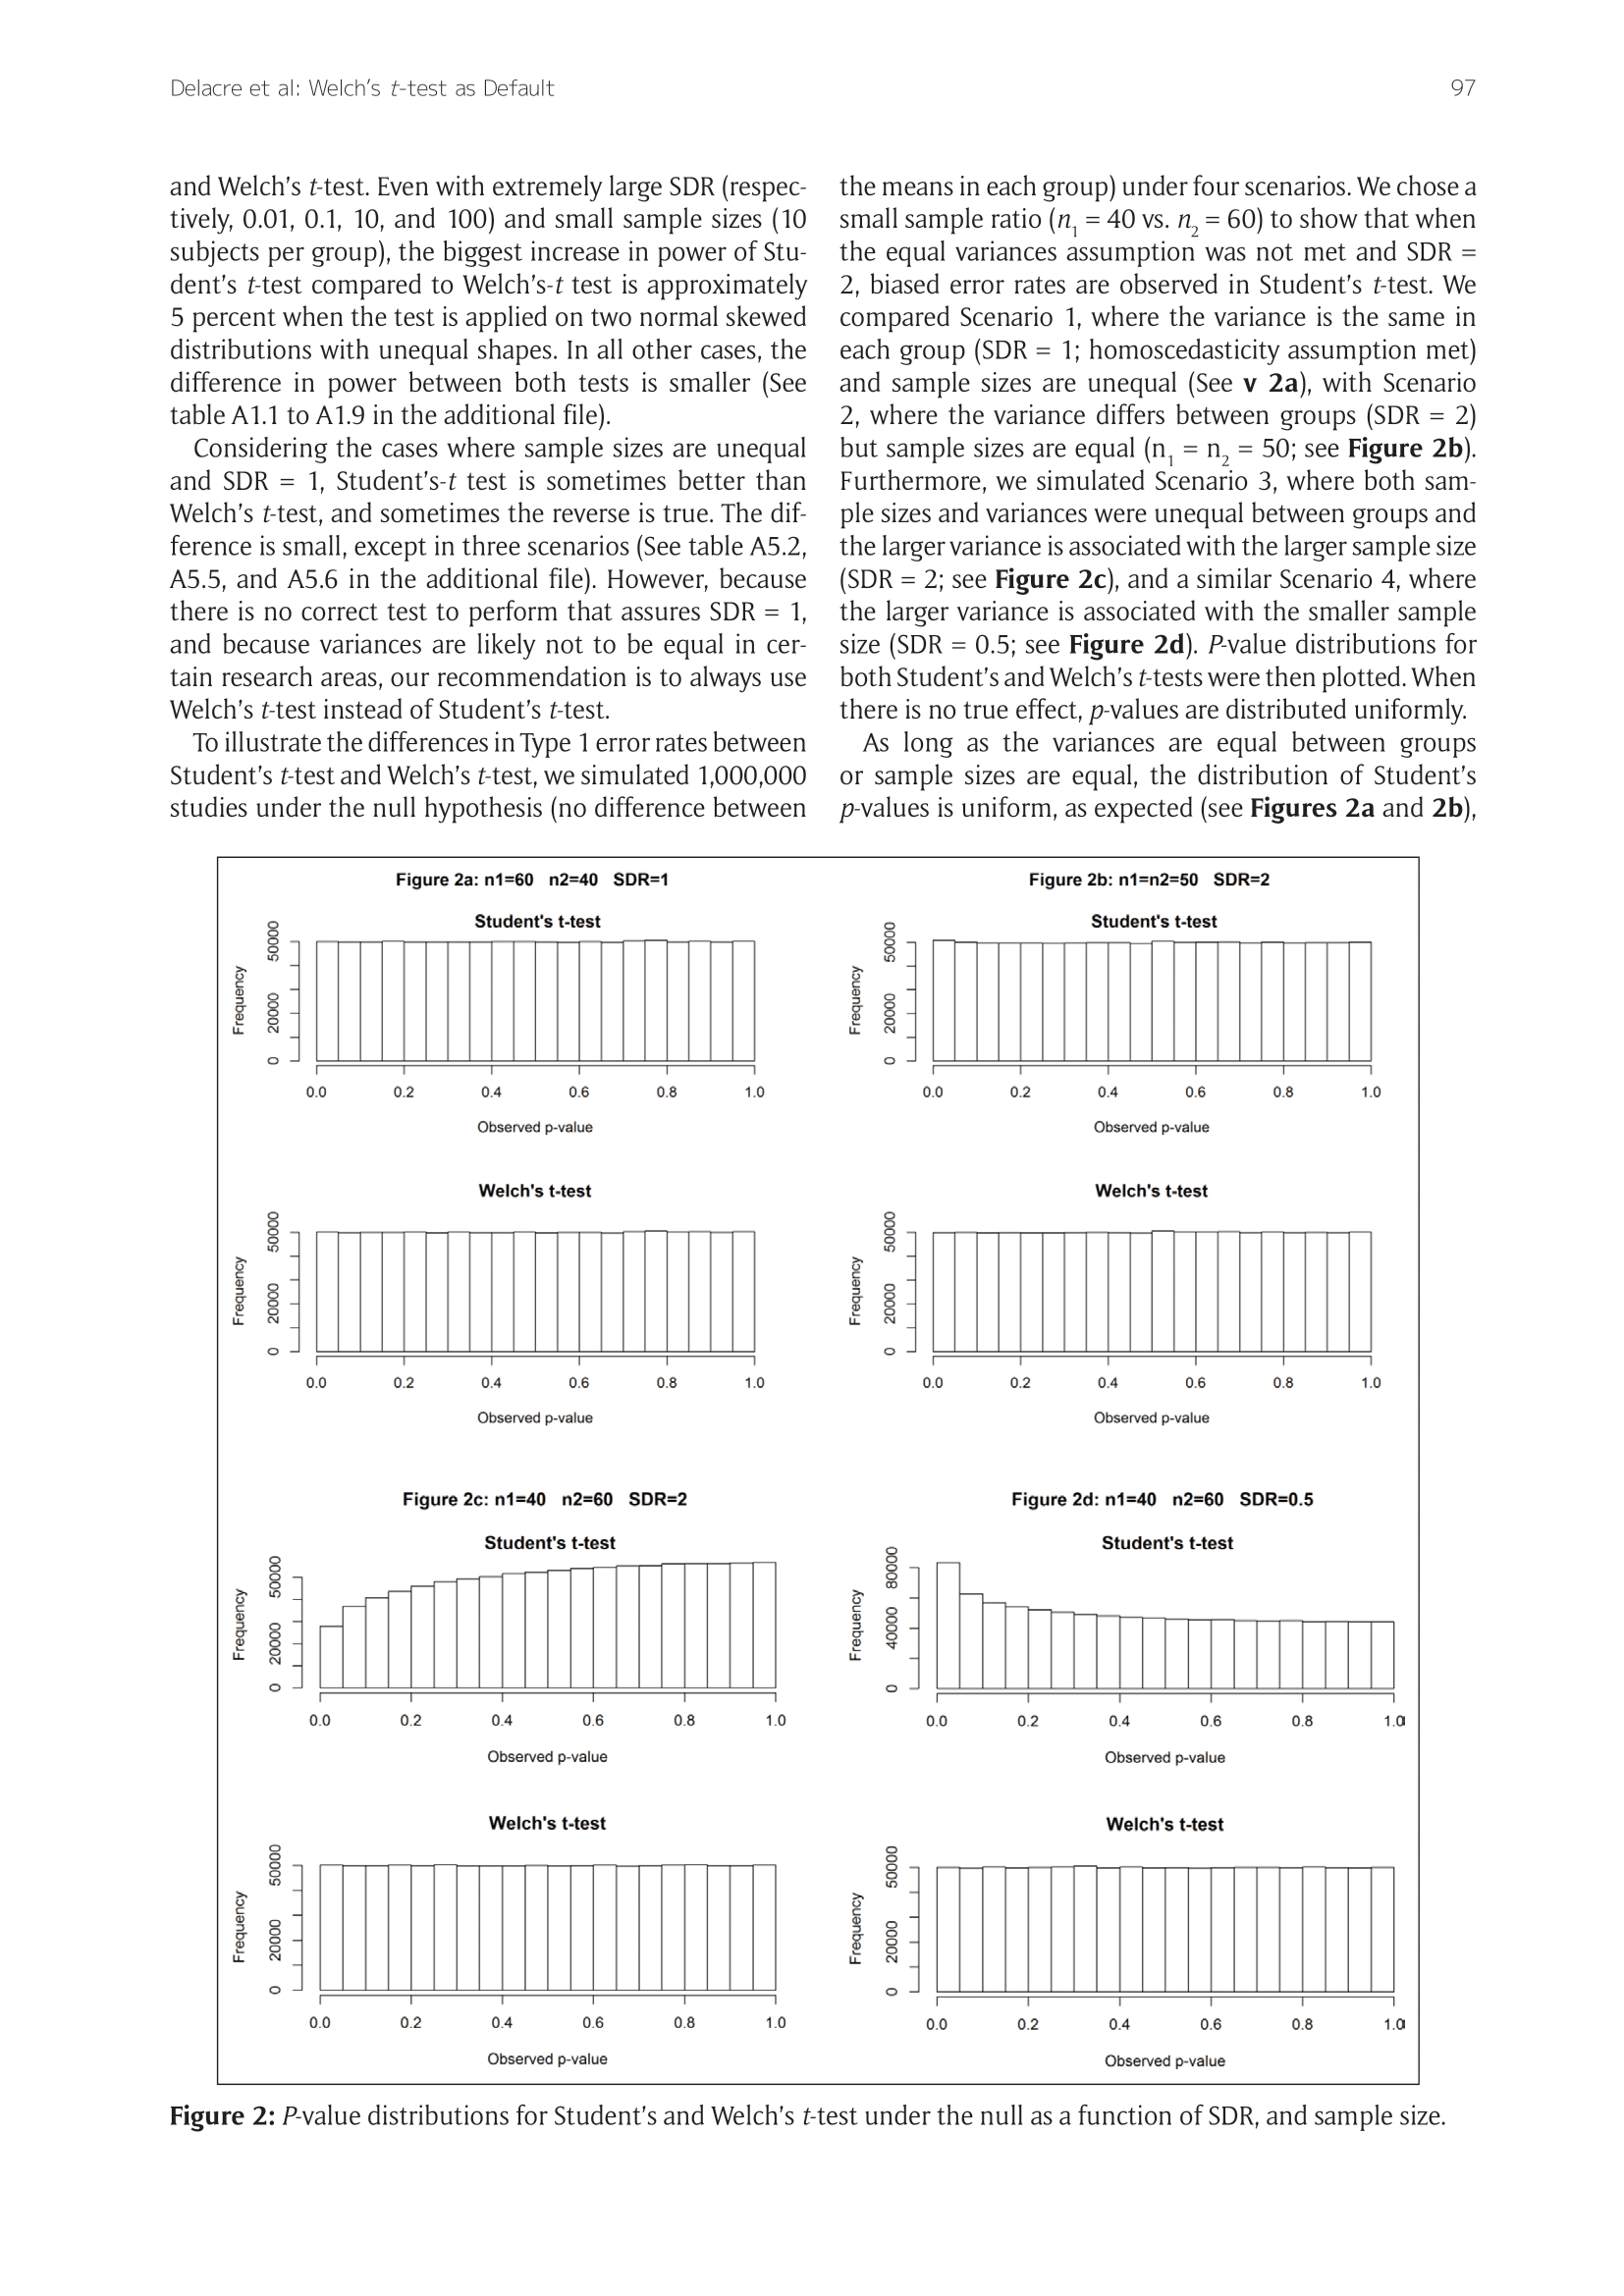 Delacre et al: Welch's t-test as Default
97
and Welch's t-test. Even with extremely large SDR (respec-
tively, 0.01, 0.1, 10, and 100) and small sample sizes (10
subjects per group), the biggest increase in power of Stu-
dent's t-test compared to Welch's-t test is approximately
5 percent when the test is applied on two normal skewed
distributions with unequal shapes. In all other cases, the
difference in power between both tests is smaller (See
table A1.1 to A1.9 in the additional file).
Considering the cases where sample sizes are unequal
and SDR = 1, Student's-t test is sometimes better than
Welch's t-test, and sometimes the reverse is true. The dif-
ference is small, except in three scenarios (See table A5.2,
A5.5, and A5.6 in the additional file). However, because
there is no correct test to perform that assures SDR = 1,
and because variances are likely not to be equal in cer-
tain research areas, our recommendation is to always use
Welch's t-test instead of Student's t-test.
To illustrate the differences in Type 1 error rates between
Student's t-test and Welch's t-test, we simulated 1,000,000
studies under the null hypothesis (no difference between
the means in each group) under four scenarios. We chose a
small sample ratio (n1 = 40 vs. n2 = 60) to show that when
the equal variances assumption was not met and SDR =
2, biased error rates are observed in Student's t-test. We
compared Scenario 1, where the variance is the same in
each group (SDR = 1; homoscedasticity assumption met)
and sample sizes are unequal (See v 2a), with Scenario
2, where the variance differs between groups (SDR = 2)
but sample sizes are equal (n1 = n2 = 50; see Figure 2b).
Furthermore, we simulated Scenario 3, where both sam-
ple sizes and variances were unequal between groups and
the larger variance is associated with the larger sample size
(SDR = 2; see Figure 2c), and a similar Scenario 4, where
the larger variance is associated with the smaller sample
size (SDR = 0.5; see Figure 2d). P-value distributions for
both Student's and Welch's t-tests were then plotted. When
there is no true effect, p-values are distributed uniformly.
As long as the variances are equal between groups
or sample sizes are equal, the distribution of Student's
p-values is uniform, as expected (see Figures 2a and 2b),
Figure 2a: n1=60 n2=40 SDR=1
Student's t-test
Frequency
0 20000 50000
0.0 0.2 0.4 0.6 0.8 1.0
Observed p-value
Welch's t-test
Frequency
0 20000 50000
0.0 0.2 0.4 0.6 0.8 1.0
Observed p-value
Figure 2b: n1=n2=50 SDR=2
Student's t-test
Frequency
0 20000 50000
0.0 0.2 0.4 0.6 0.8 1.0
Observed p-value
Welch's t-test
Frequency
0 20000 50000
0.0 0.2 0.4 0.6 0.8 1.0
Observed p-value
Figure 2c: n1=40 n2=60 SDR=2
Student's t-test
Frequency
0 20000 50000
0.0 0.2 0.4 0.6 0.8 1.0
Observed p-value
Welch's t-test
Frequency
0 20000 50000
0.0 0.2 0.4 0.6 0.8 1.0
Observed p-value
Figure 2d: n1=40 n2=60 SDR=0.5
Student's t-test
Frequency
0 40000 80000
0.0 0.2 0.4 0.6 0.8 1.0
Observed p-value
Welch's t-test
Frequency
0 20000 50000
0.0 0.2 0.4 0.6 0.8 1.0
Observed p-value
Figure 2: P-value distributions for Student's and Welch's t-test under the null as a function of SDR, and sample size.